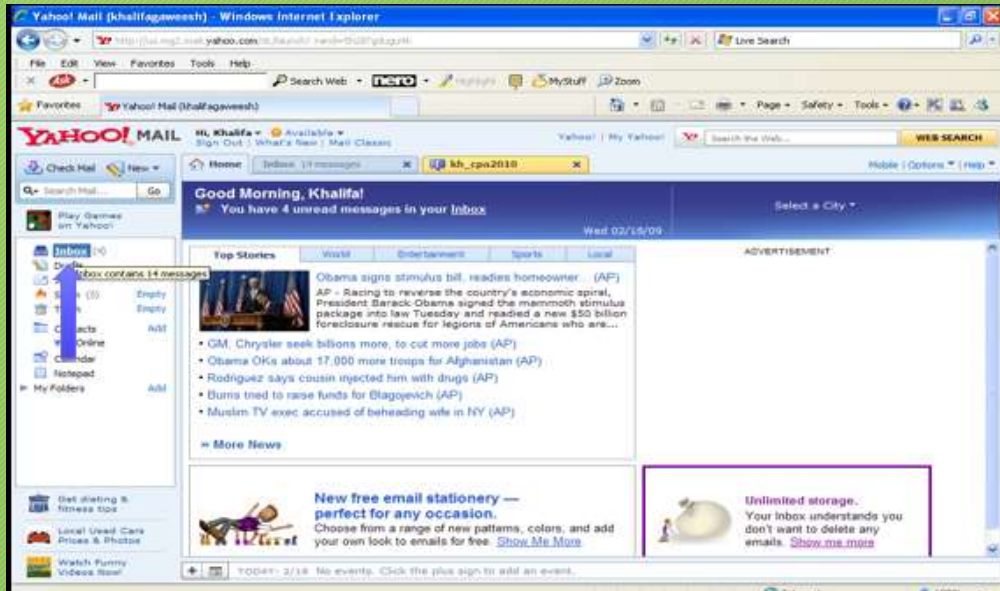 Yahoo! Mail (khalifagaweesh) - Windows Internet Explorer
yahoo.com
Live Search
File Edit View Favorites Tools Help
Search Web nero MyStuff Zoom
Favorites Yahoo! Mail (khalifagaweesh) Page Safety Tools
YAHOO! MAIL Hi, Khalifa Available Yahoo! | My Yahoo! Search the Web... WEB SEARCH
Sign Out | What's New | Mail Classic
Check Mail New Home Inbox 14 messages kh_cpa2010 Mobile | Options | Help
Search Mail... Go
Good Morning, Khalifa!
You have 4 unread messages in your Inbox
Select a City
Play Games
on Yahoo!
Inbox
Inbox contains 14 messages
Empty
Empty
Add
Calendar
Notepad
My Folders Add
Top Stories World Entertainment Sports Local
Obama signs stimulus bill, readies homeowner (AP)
AP - Racing to reverse the country's economic spiral,
President Barack Obama signed the mammoth stimulus
package into law Tuesday and readied a new $50 billion
foreclosure rescue for legions of Americans who are...
• GM, Chrysler seek billions more, to cut more jobs (AP)
• Obama OKs about 17,000 more troops for Afghanistan (AP)
• Rodriguez says cousin injected him with drugs (AP)
• Burris tried to raise funds for Blagojevich (AP)
• Muslim TV exec accused of beheading wife in NY (AP)
» More News
ADVERTISEMENT
Get dieting &
fitness tips
Local Used Cars
Prices & Photos
Watch Funny
Videos Now!
New free email stationery —
perfect for any occasion.
Choose from a range of new patterns, colors, and add
your own look to emails for free. Show Me More
Unlimited storage.
Your Inbox understands you
don't want to delete any
emails. Show me more
TODAY: 2/18 No events. Click the plus sign to add an event.